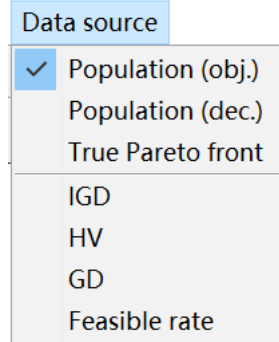 Data source
Population (obj.)
Population (dec.)
True Pareto front
IGD
HV
GD
Feasible rate